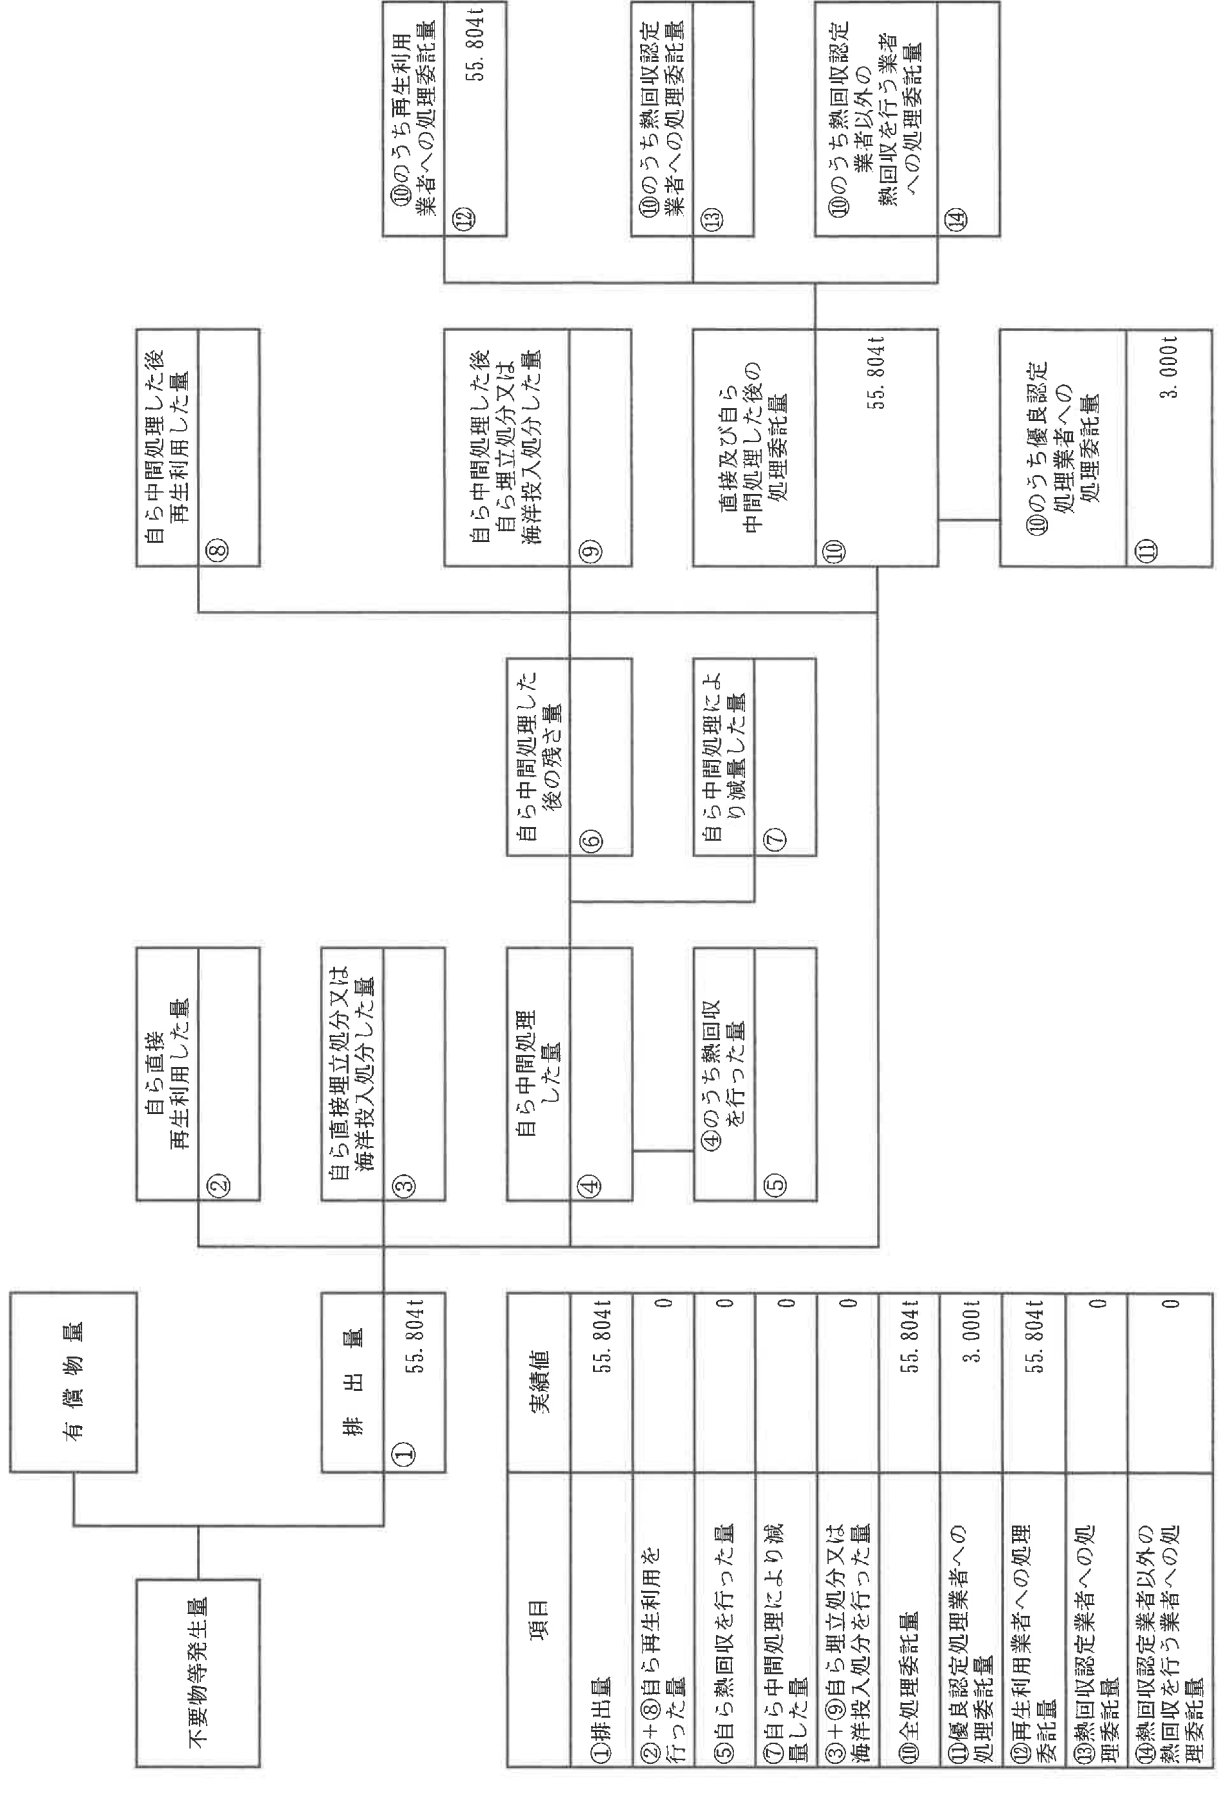 不要物等発生量
有償物量
排出量
①
55.804t
自ら直接
再生利用した量
②
自ら直接埋立処分又は
海洋投入処分した量
③
自ら中間処理
した量
④
④のうち熱回収
を行った量
⑤
自ら中間処理した
後の残さ量
⑥
自ら中間処理によ
り減量した量
⑦
自ら中間処理した後
再生利用した量
⑧
自ら中間処理した後
自ら埋立処分又は
海洋投入処分した量
⑨
直接及び自ら
中間処理した後の
処理委託量
⑩
55.804t
⑩のうち優良認定
処理業者への
処理委託量
⑪
3.000t
⑩のうち再生利用
業者への処理委託量
⑫
55.804t
⑩のうち熱回収認定
業者への処理委託量
⑬
⑩のうち熱回収認定
業者以外の
熱回収を行う業者
への処理委託量
⑭
項目 実績値
①排出量 55.804t
②+⑧自ら再生利用を
行った量 0
⑤自ら熱回収を行った量 0
⑦自ら中間処理により減
量した量 0
③+⑨自ら埋立処分又は
海洋投入処分を行った量 0
⑩全処理委託量 55.804t
⑪優良認定処理業者への
処理委託量 3.000t
⑫再生利用業者への処理
委託量 55.804t
⑬熱回収認定業者への処
理委託量 0
⑭熱回収認定業者以外の
熱回収を行う業者への処
理委託量 0